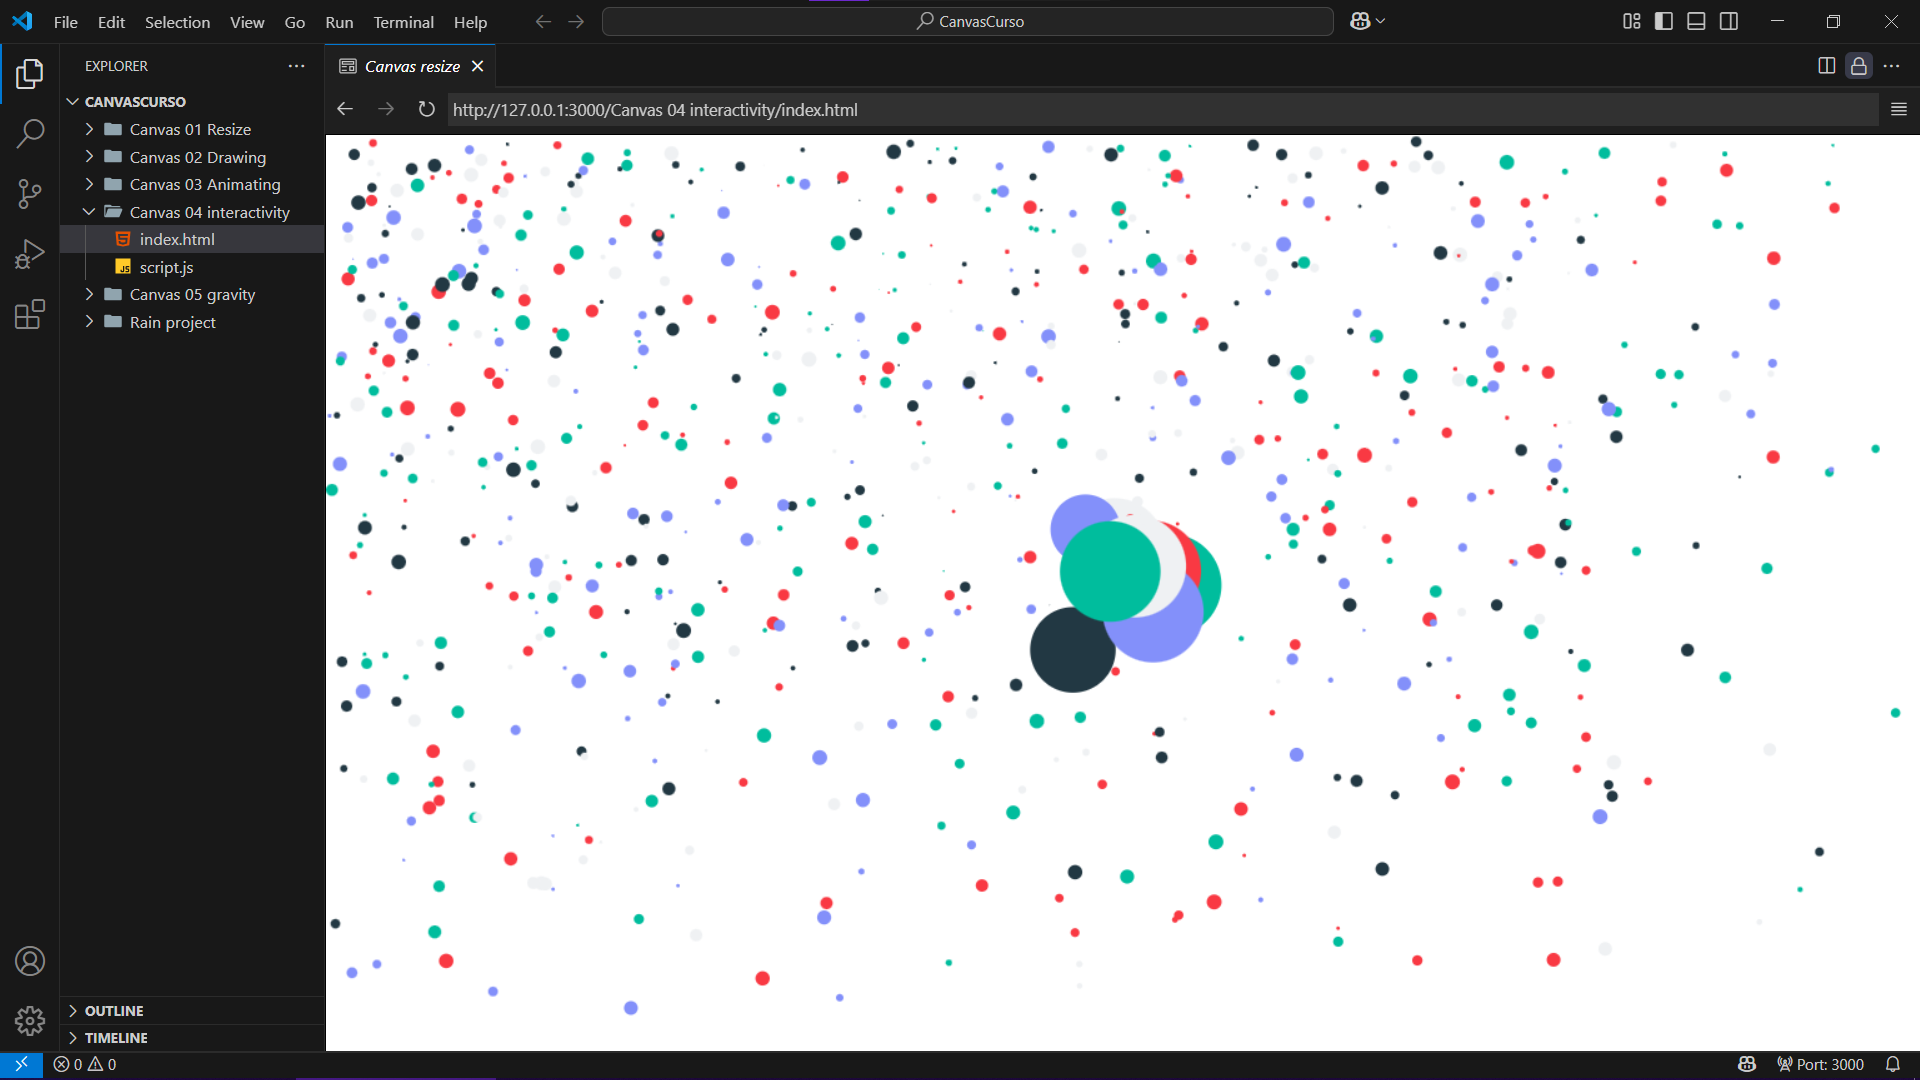 File Edit Selection View Go Run Terminal Help
CanvasCurso
EXPLORER
CANVASCURSO
Canvas 01 Resize
Canvas 02 Drawing
Canvas 03 Animating
Canvas 04 interactivity
index.html
JS script.js
Canvas 05 gravity
Rain project
OUTLINE
TIMELINE
Canvas resize
http://127.0.0.1:3000/Canvas 04 interactivity/index.html
0 0
Port: 3000